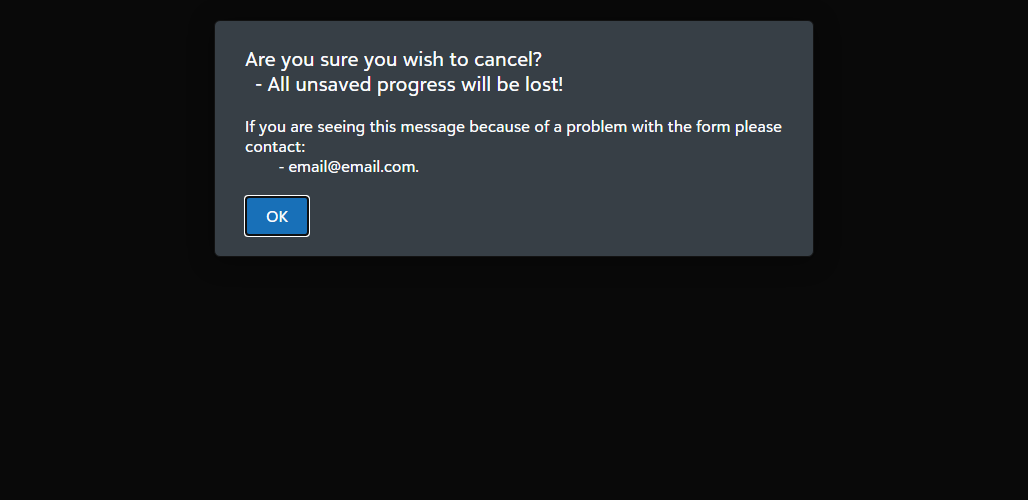 Are you sure you wish to cancel?
- All unsaved progress will be lost!
If you are seeing this message because of a problem with the form please
contact:
- email@email.com.
OK